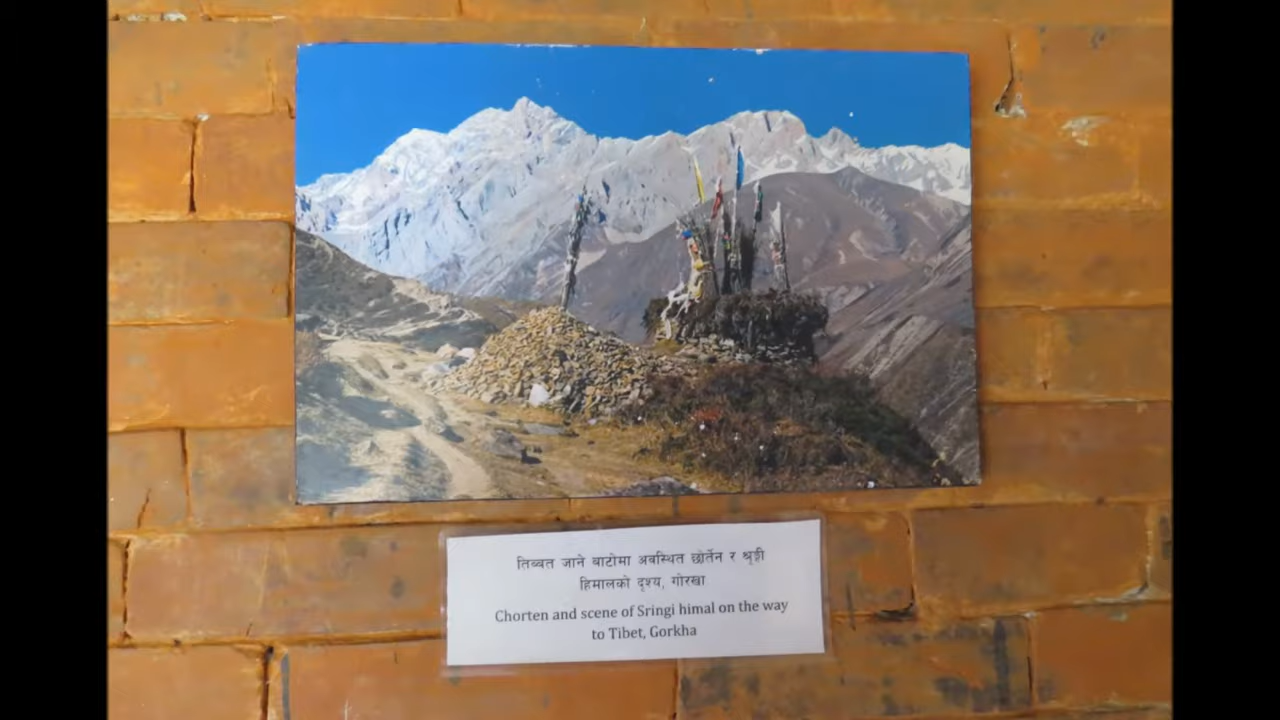 तिब्बत जाने बाटोमा अवस्थित छोर्तेन र श्रृङ्गी
हिमालको दृश्य, गोरखा
Chorten and scene of Sringi himal on the way
to Tibet, Gorkha